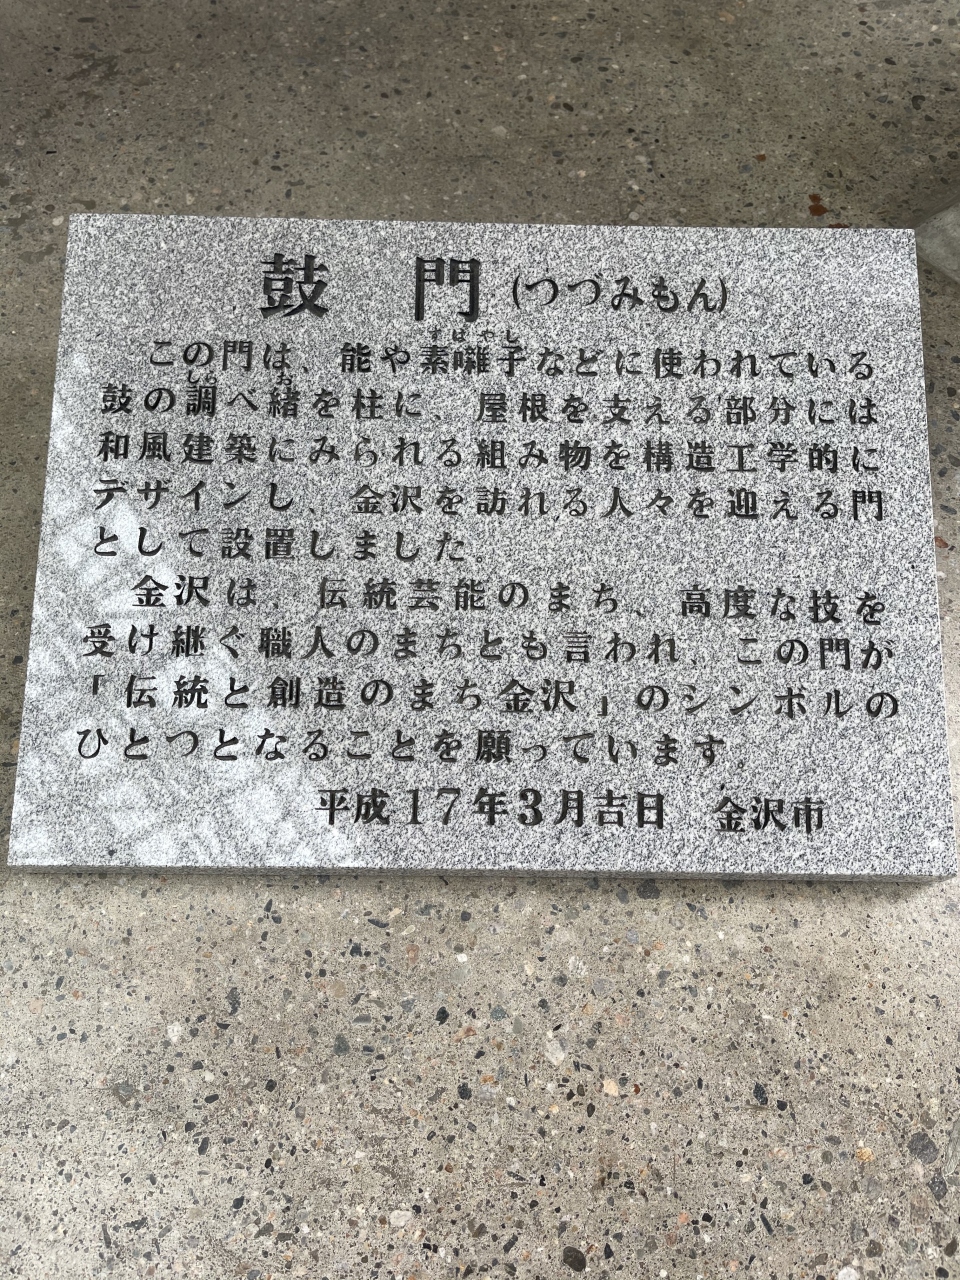 鼓 門 (つづみもん)
すばやし
この門は、能や素囃子などに使われている
しら お
鼓の調べ緒を柱に、屋根を支える部分には
和風建築にみられる組み物を構造工学的に
デザインし、金沢を訪れる人々を迎える門
として設置しました。
金沢は、伝統芸能のまち、高度な技を
受け継ぐ職人のまちとも言われ、この門が
「伝統と創造のまち金沢」のシンボルの
ひとつとなることを願っています。
平成17年3月吉日 金沢市